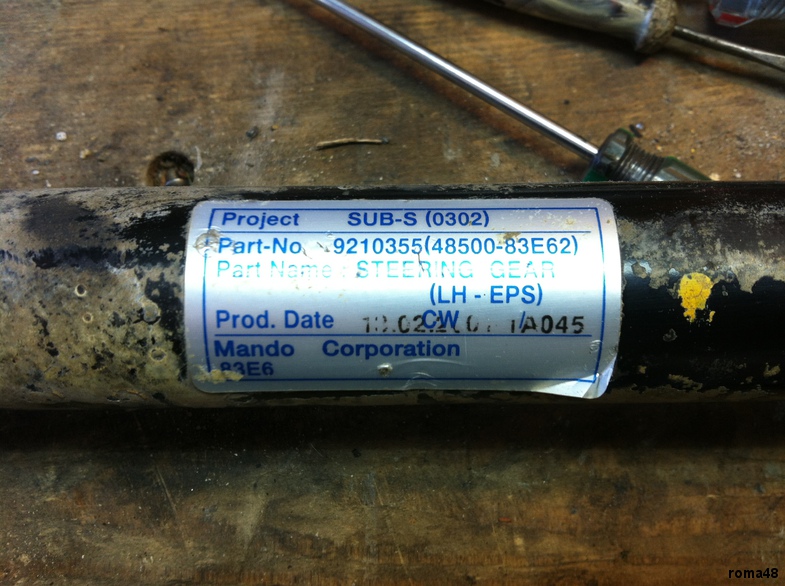 Project SUB-S (0302)
Part-No. 9210355(48500-83E62)
Part Name : STEERING GEAR
(LH - EPS)
Prod. Date CW 1A045
Mando Corporation
83E6
roma48